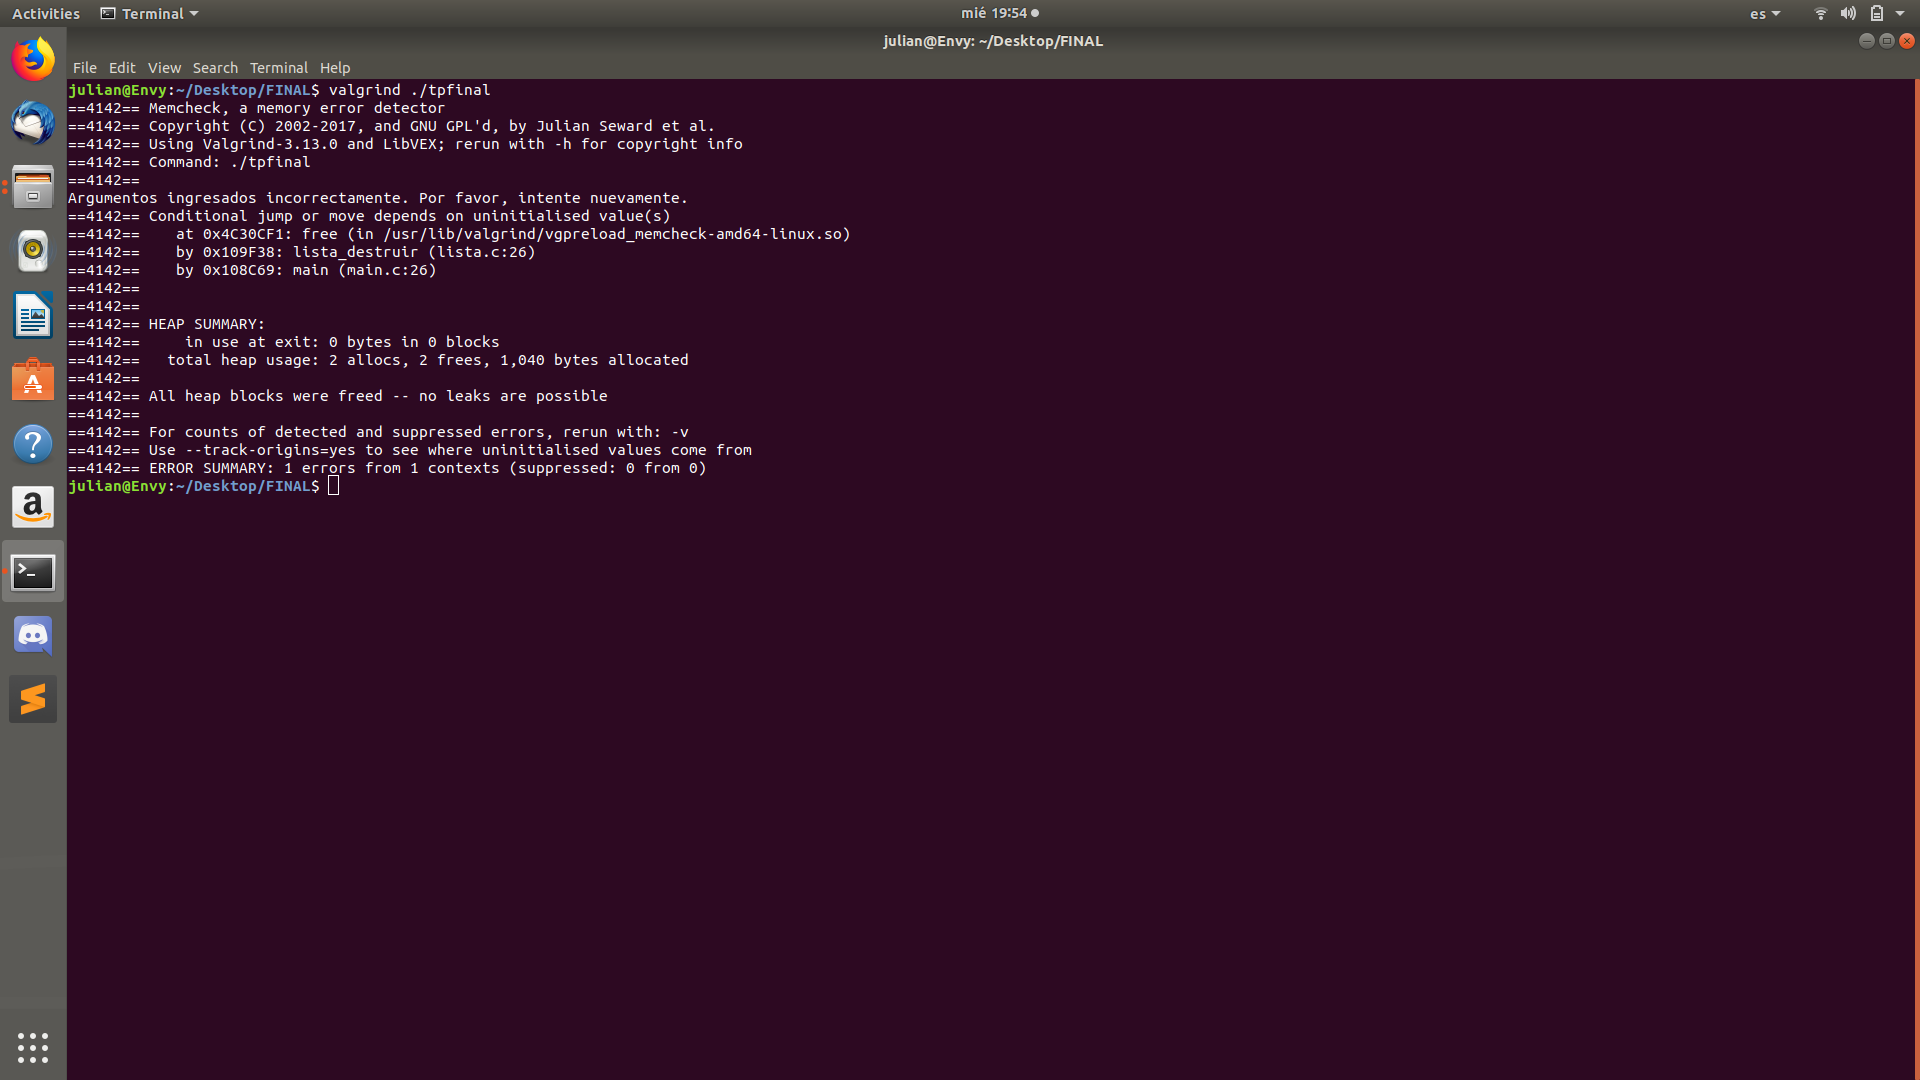 Activities Terminal mié 19:54 es
julian@Envy: ~/Desktop/FINAL
File Edit View Search Terminal Help
julian@Envy:~/Desktop/FINAL$ valgrind ./tpfinal
==4142== Memcheck, a memory error detector
==4142== Copyright (C) 2002-2017, and GNU GPL'd, by Julian Seward et al.
==4142== Using Valgrind-3.13.0 and LibVEX; rerun with -h for copyright info
==4142== Command: ./tpfinal
==4142==
Argumentos ingresados incorrectamente. Por favor, intente nuevamente.
==4142== Conditional jump or move depends on uninitialised value(s)
==4142==    at 0x4C30CF1: free (in /usr/lib/valgrind/vgpreload_memcheck-amd64-linux.so)
==4142==    by 0x109F38: lista_destruir (lista.c:26)
==4142==    by 0x108C69: main (main.c:26)
==4142==
==4142==
==4142== HEAP SUMMARY:
==4142==     in use at exit: 0 bytes in 0 blocks
==4142==   total heap usage: 2 allocs, 2 frees, 1,040 bytes allocated
==4142==
==4142== All heap blocks were freed -- no leaks are possible
==4142==
==4142== For counts of detected and suppressed errors, rerun with: -v
==4142== Use --track-origins=yes to see where uninitialised values come from
==4142== ERROR SUMMARY: 1 errors from 1 contexts (suppressed: 0 from 0)
julian@Envy:~/Desktop/FINAL$